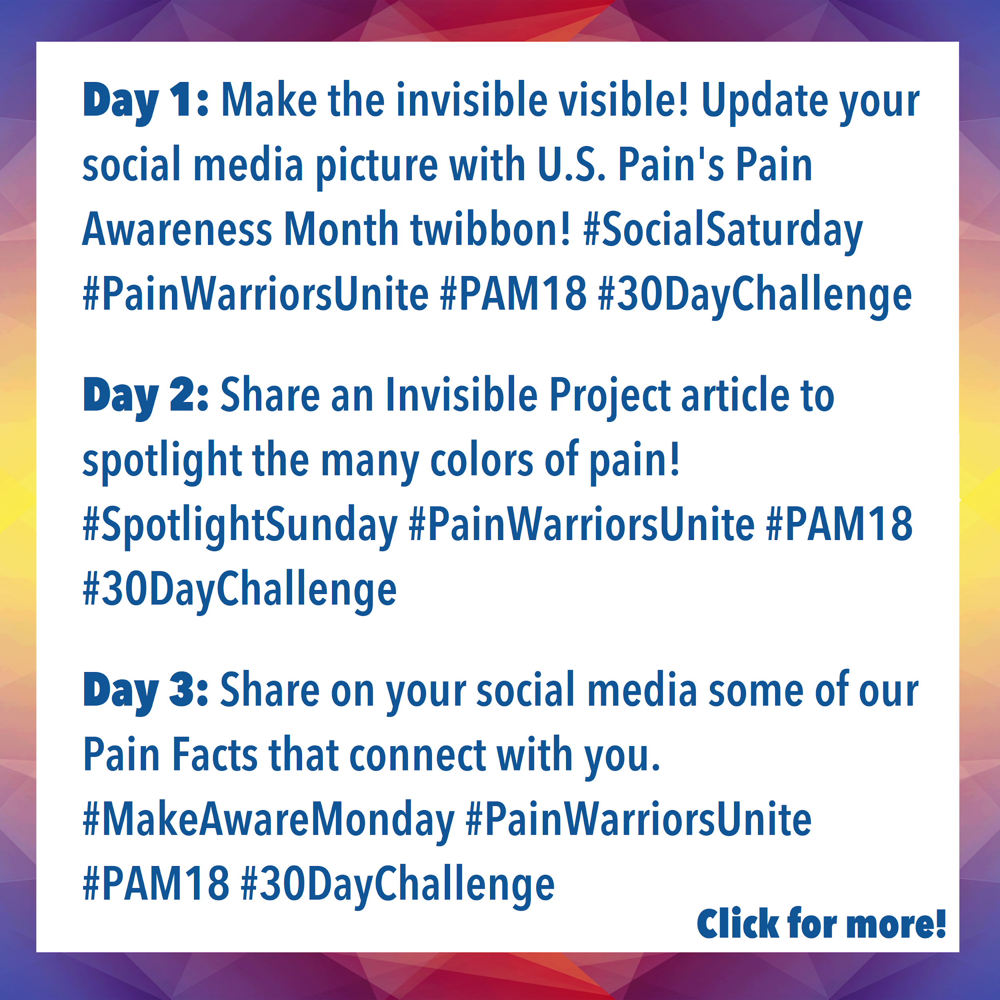 Day 1: Make the invisible visible! Update your
social media picture with U.S. Pain's Pain
Awareness Month twibbon! #SocialSaturday
#PainWarriorsUnite #PAM18 #30DayChallenge
Day 2: Share an Invisible Project article to
spotlight the many colors of pain!
#SpotlightSunday #PainWarriorsUnite #PAM18
#30DayChallenge
Day 3: Share on your social media some of our
Pain Facts that connect with you.
#MakeAwareMonday #PainWarriorsUnite
#PAM18 #30DayChallenge
Click for more!